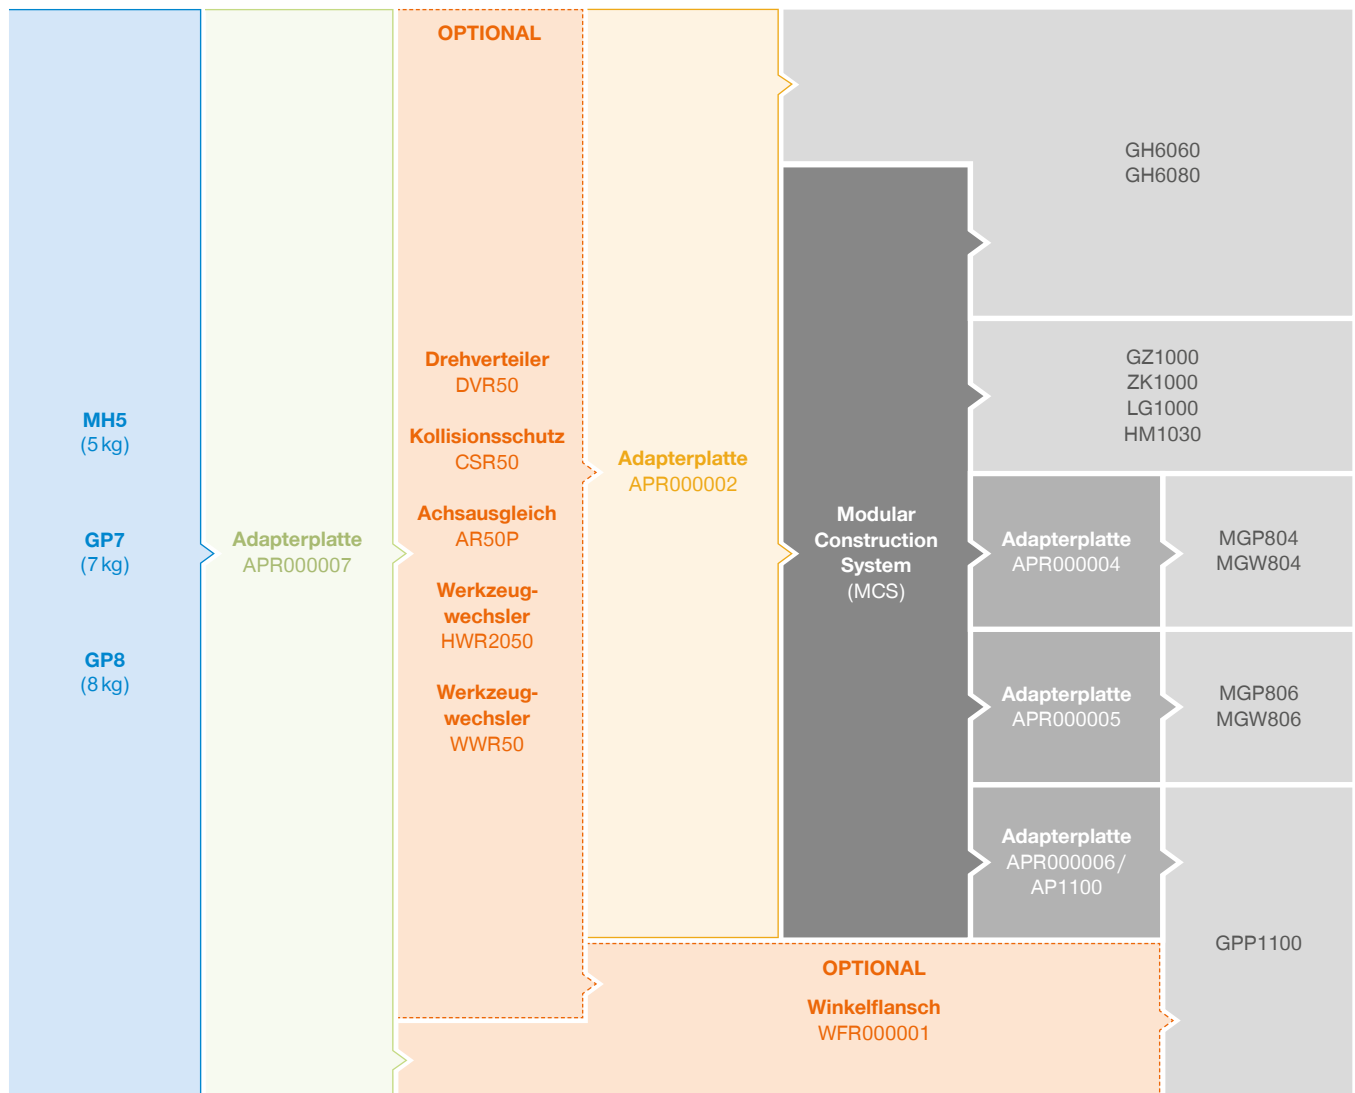 MH5
(5 kg)
GP7
(7 kg)
GP8
(8 kg)
Adapterplatte
APR000007
OPTIONAL
Drehverteiler
DVR50
Kollisionsschutz
CSR50
Achsausgleich
AR50P
Werkzeug-
wechsler
HWR2050
Werkzeug-
wechsler
WWR50
Adapterplatte
APR000002
Modular
Construction
System
(MCS)
GH6060
GH6080
GZ1000
ZK1000
LG1000
HM1030
Adapterplatte
APR000004
MGP804
MGW804
Adapterplatte
APR000005
MGP806
MGW806
Adapterplatte
APR000006 /
AP1100
GPP1100
OPTIONAL
Winkelflansch
WFR000001